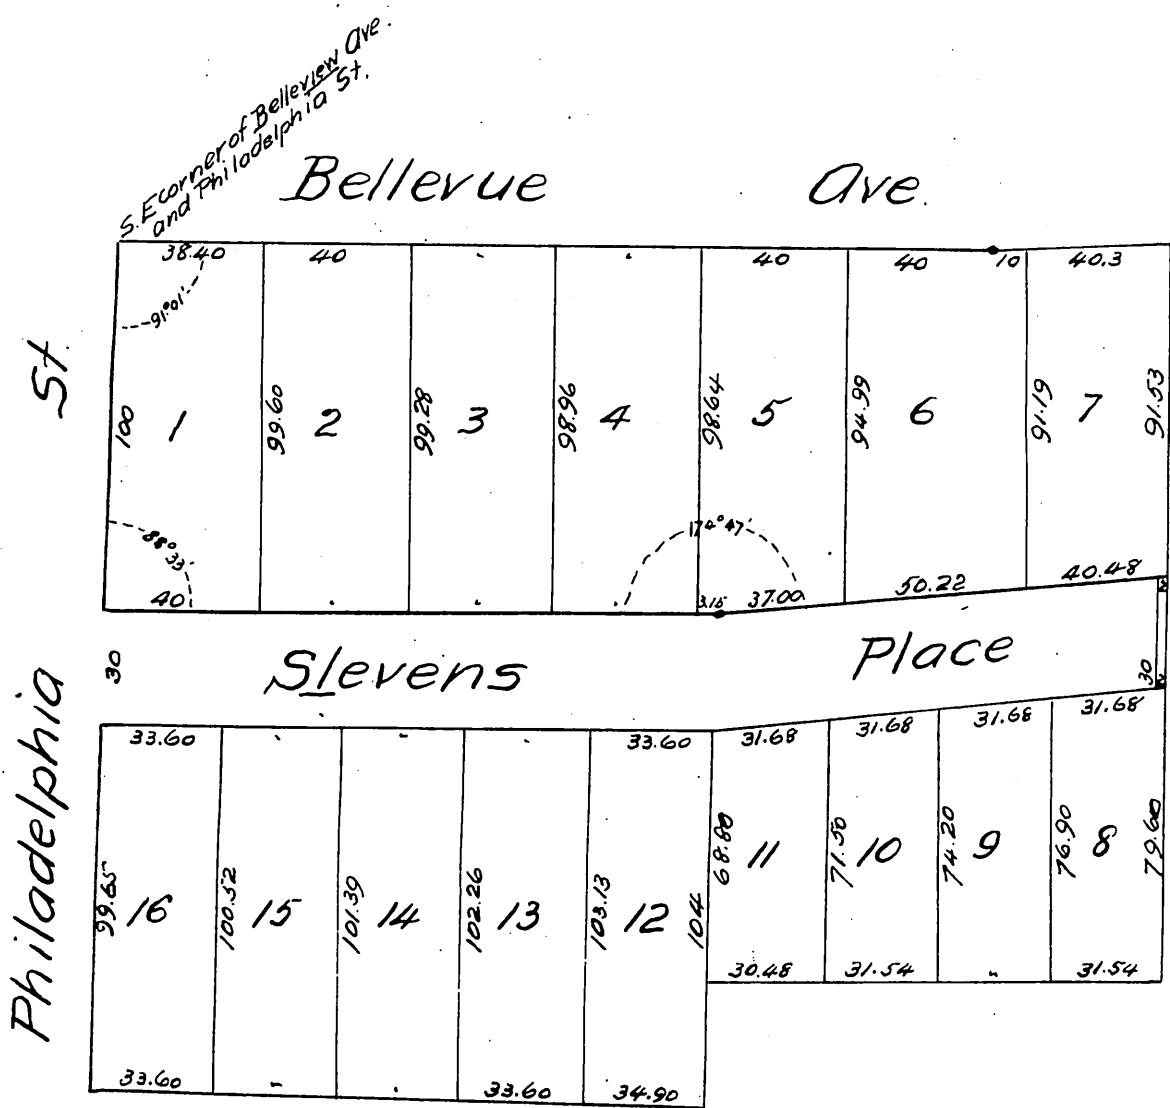 S.E corner of Belleview Ave.
and Philadelphia St.
Bellevue Ave.
38.40 40 " " 40 40 10 40.3
91°01'
St.
100 1 99.60 2 99.28 3 98.96 4 98.64 5 94.99 6 91.19 7 91.53
88°33'
174°47'
40 " " " 3.15 37.00 50.22 40.48
30 Stevens Place 30
Philadelphia
33.60 " " " 33.60 31.68 31.68 31.68 31.68
99.65 16 100.52 15 101.39 14 102.26 13 103.13 12 104 68.80 11 71.50 10 74.20 9 76.90 8 79.60
30.48 31.54 " 31.54
33.60 " " 33.60 34.90